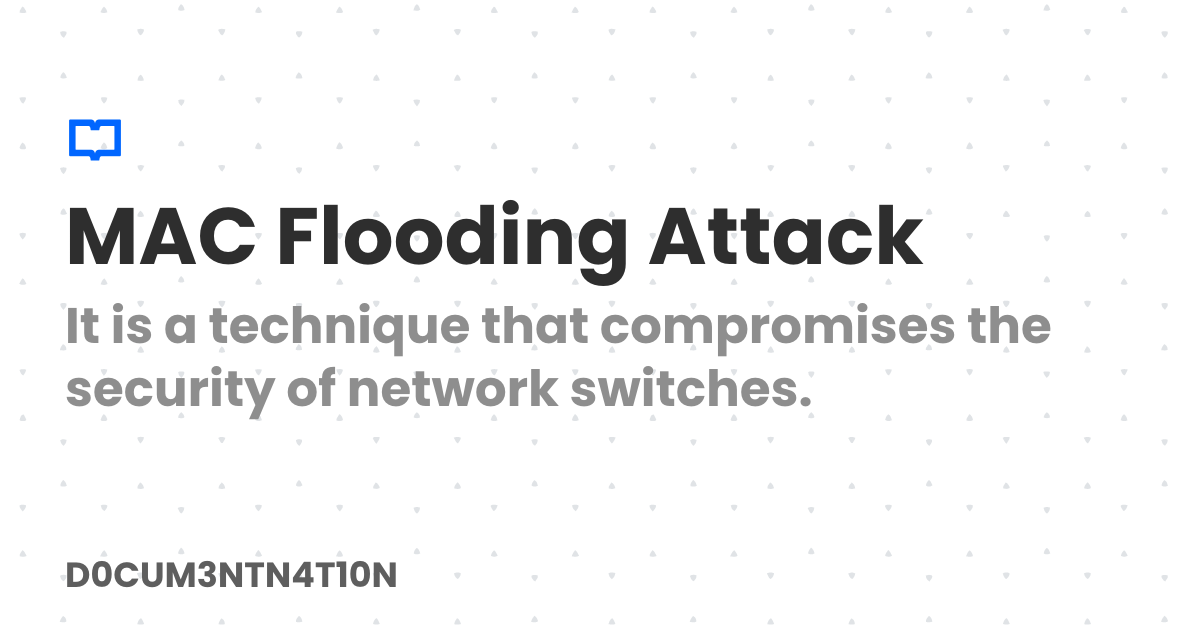 MAC Flooding Attack
It is a technique that compromises the
security of network switches.
D0CUM3NTN4T10N